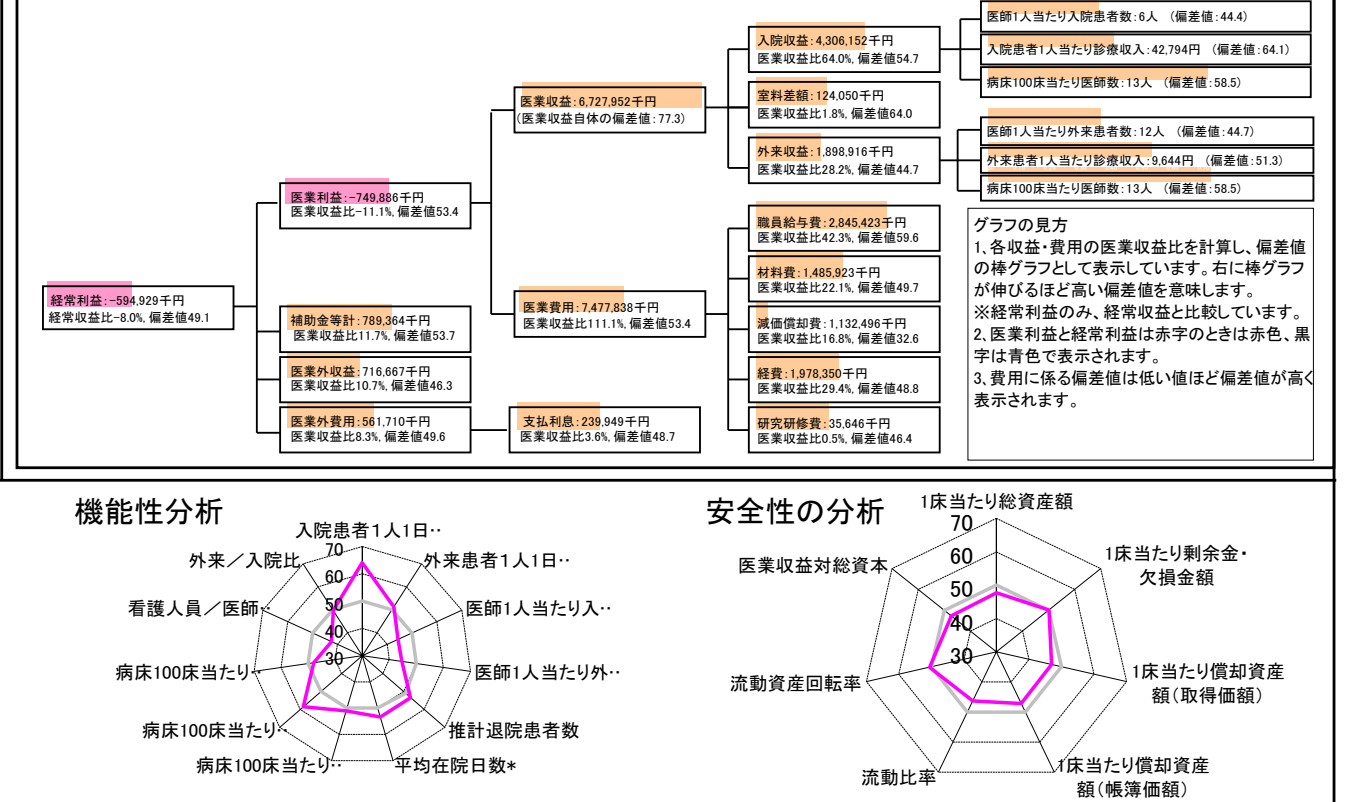 経常利益:-594,929千円
経常収益比-8.0%, 偏差値49.1
医業利益:-749,886千円
医業収益比-11.1%, 偏差値53.4
補助金等計:789,364千円
医業収益比11.7%, 偏差値53.7
医業外収益:716,667千円
医業収益比10.7%, 偏差値46.3
医業外費用:561,710千円
医業収益比8.3%, 偏差値49.6
医業収益:6,727,952千円
(医業収益自体の偏差値:77.3)
医業費用:7,477,838千円
医業収益比111.1%, 偏差値53.4
支払利息:239,949千円
医業収益比3.6%, 偏差値48.7
入院収益:4,306,152千円
医業収益比64.0%, 偏差値54.7
室料差額:124,050千円
医業収益比1.8%, 偏差値64.0
外来収益:1,898,916千円
医業収益比28.2%, 偏差値44.7
職員給与費:2,845,423千円
医業収益比42.3%, 偏差値59.6
材料費:1,485,923千円
医業収益比22.1%, 偏差値49.7
減価償却費:1,132,496千円
医業収益比16.8%, 偏差値32.6
経費:1,978,350千円
医業収益比29.4%, 偏差値48.8
研究研修費:35,646千円
医業収益比0.5%, 偏差値46.4
医師1人当たり入院患者数:6人 (偏差値:44.4)
入院患者1人当たり診療収入:42,794円 (偏差値:64.1)
病床100床当たり医師数:13人 (偏差値:58.5)
医師1人当たり外来患者数:12人 (偏差値:44.7)
外来患者1人当たり診療収入:9,644円 (偏差値:51.3)
病床100床当たり医師数:13人 (偏差値:58.5)
グラフの見方
1、各収益・費用の医業収益比を計算し、偏差値
の棒グラフとして表示しています。右に棒グラフ
が伸びるほど高い偏差値を意味します。
※経常利益のみ、経常収益と比較しています。
2、医業利益と経常利益は赤字のときは赤色、黒
字は青色で表示されます。
3、費用に係る偏差値は低い値ほど偏差値が高く
表示されます。
機能性分析
入院患者1人1日‥
外来患者1人1日‥
医師1人当たり入‥
医師1人当たり外‥
推計退院患者数
平均在院日数*
病床100床当たり‥
病床100床当たり‥
病床100床当たり‥
看護人員/医師‥
外来/入院比
70
60
50
40
30
安全性の分析
1床当たり総資産額
1床当たり剰余金・
欠損金額
1床当たり償却資産
額(取得価額)
1床当たり償却資産
額(帳簿価額)
流動比率
流動資産回転率
医業収益対総資本
70
60
50
40
30